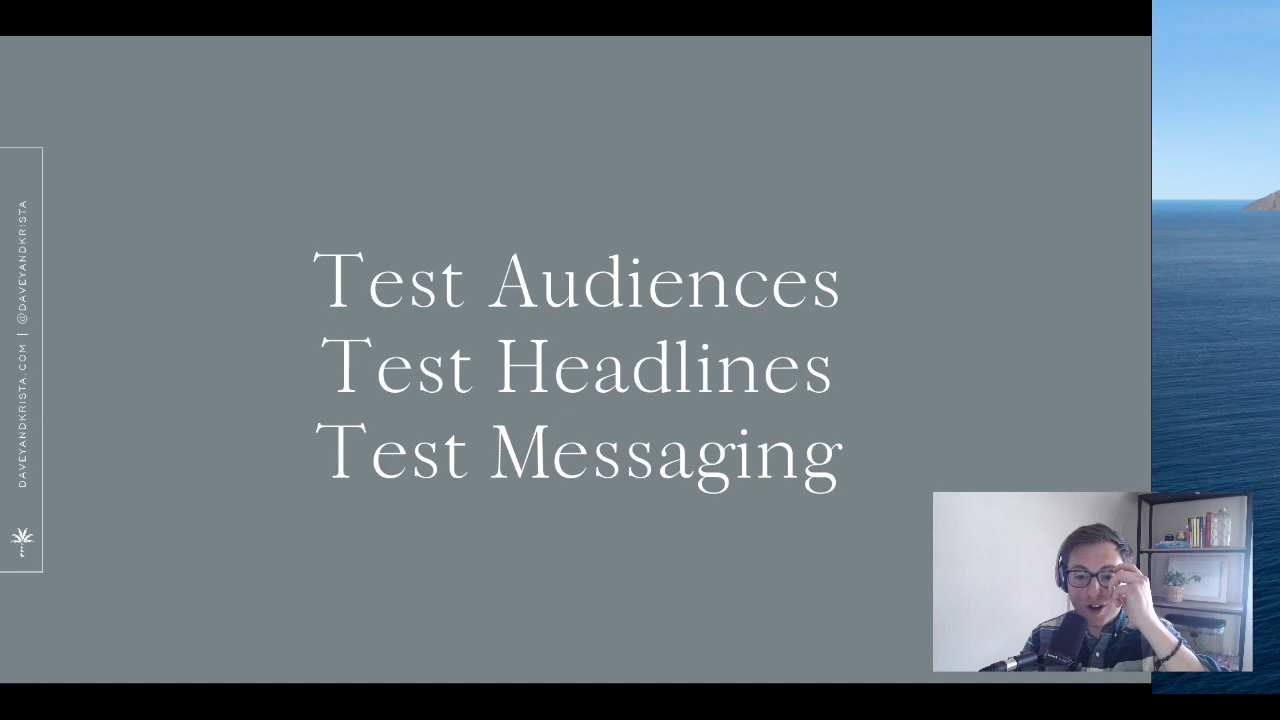 Test Audiences
Test Headlines
Test Messaging
DAVEYANDKRISTA.COM | @DAVEYANDKRISTA